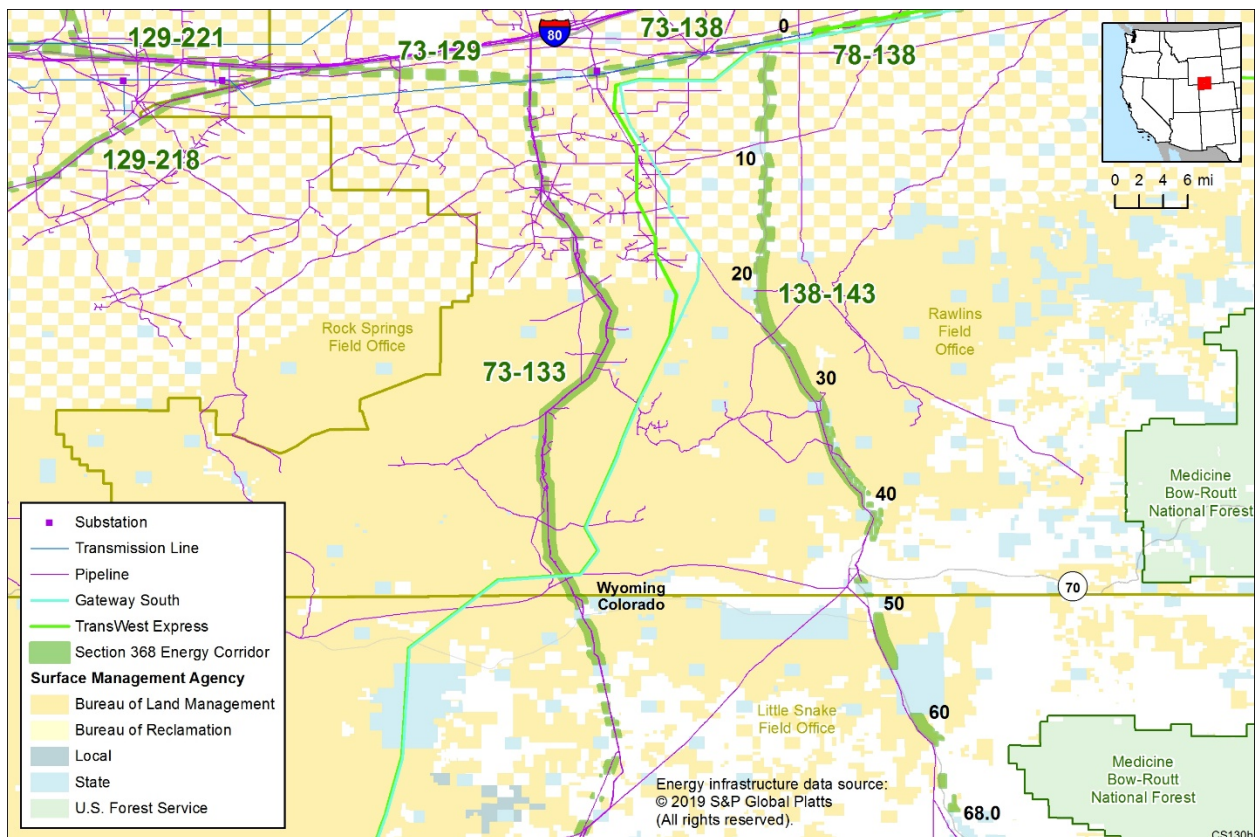 129-221
73-129
80
73-138
0
78-138
129-218
10
0 2 4 6 mi
20
138-143
Rock Springs
Field Office
Rawlins
Field
Office
73-133
30
40
Medicine
Bow-Routt
National Forest
Substation
Transmission Line
Pipeline
Gateway South
TransWest Express
Section 368 Energy Corridor
Surface Management Agency
Bureau of Land Management
Bureau of Reclamation
Local
State
U.S. Forest Service
Wyoming
Colorado
70
50
60
Little Snake
Field Office
Medicine
Bow-Routt
National Forest
Energy infrastructure data source:
© 2019 S&P Global Platts
(All rights reserved).
68.0
CS130b